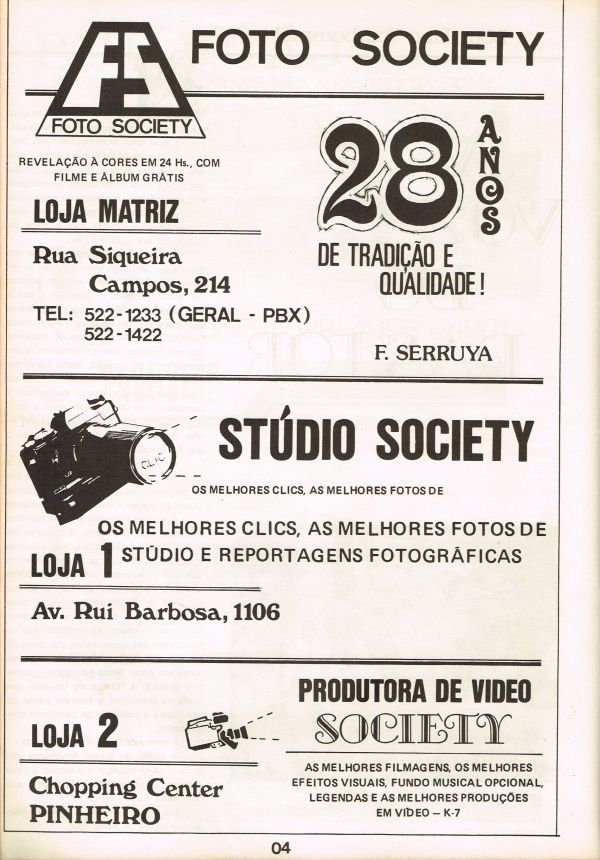 FS
FOTO SOCIETY
FOTO SOCIETY
REVELAÇÃO À CORES EM 24 Hs., COM
FILME E ÁLBUM GRÁTIS
28 ANOS
DE TRADIÇÃO E
QUALIDADE!
LOJA MATRIZ
Rua Siqueira
Campos, 214
TEL: 522-1233 (GERAL - PBX)
522-1422
F. SERRUYA
CLIC
STÚDIO SOCIETY
OS MELHORES CLICS, AS MELHORES FOTOS DE
OS MELHORES CLICS, AS MELHORES FOTOS DE
STÚDIO E REPORTAGENS FOTOGRÁFICAS
LOJA 1
Av. Rui Barbosa, 1106
LOJA 2
Chopping Center
PINHEIRO
PRODUTORA DE VIDEO
SOCIETY
AS MELHORES FILMAGENS, OS MELHORES
EFEITOS VISUAIS, FUNDO MUSICAL OPCIONAL,
LEGENDAS E AS MELHORES PRODUÇÕES
EM VÍDEO – K-7
04